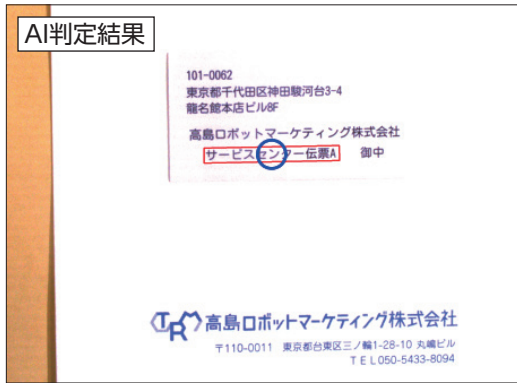 AI判定結果
101-0062
東京都千代田区神田駿河台3-4
龍名館本店ビル8F
高島ロボットマーケティング株式会社
サービスセンター伝票A 御中
TRM 高島ロボットマーケティング株式会社
〒110-0011 東京都台東区三ノ輪1-28-10 丸嶋ビル
TEL050-5433-8094